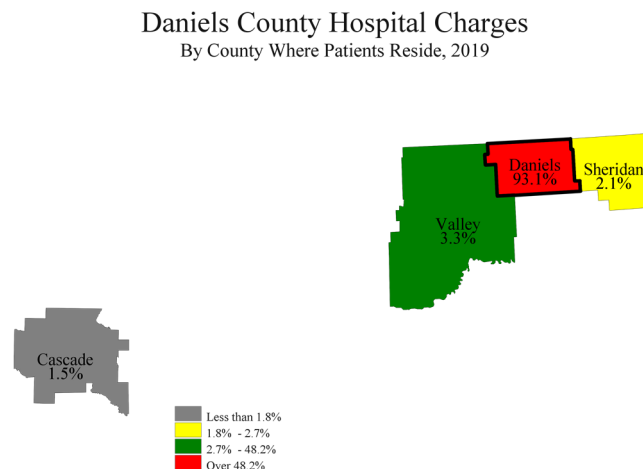 Daniels County Hospital Charges
By County Where Patients Reside, 2019
Daniels
93.1%
Sheridan
2.1%
Valley
3.3%
Cascade
1.5%
Less than 1.8%
1.8% - 2.7%
2.7% - 48.2%
Over 48.2%